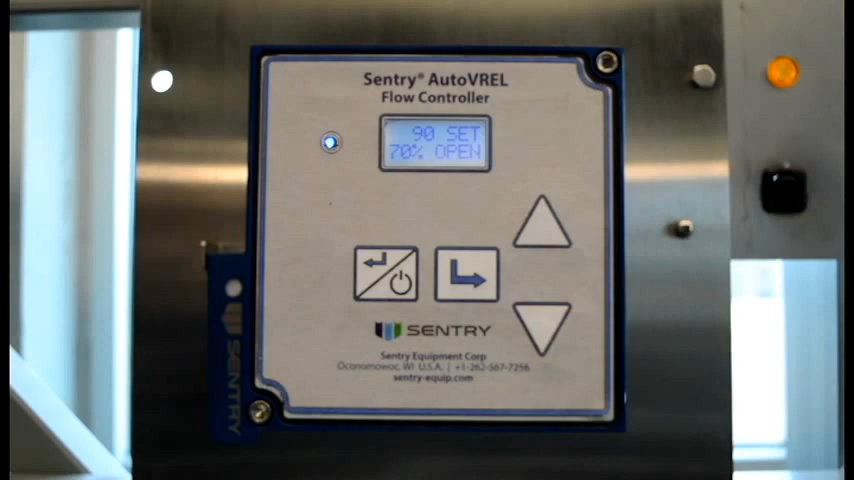 Sentry® AutoVREL
Flow Controller
90 SET
70% OPEN
SENTRY
Sentry Equipment Corp
Oconomowoc, WI U.S.A. | +1-262-567-7256
sentry-equip.com
SENTRY